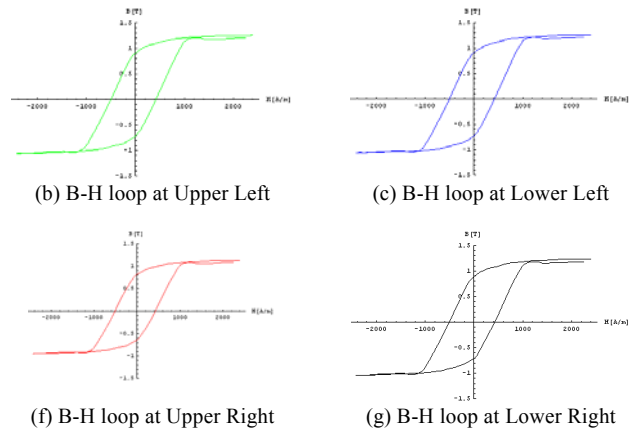 B[T]
1.5
1
0.5
-2000 -1000 1000 2000 H[A/m]
-0.5
-1
-1.5
(b) B-H loop at Upper Left
B[T]
1.5
1
0.5
-2000 -1000 0 1000 2000 H[A/m]
-0.5
-1
-1.5
(c) B-H loop at Lower Left
B[T]
1.5
1
0.5
-2000 -1000 1000 2000 H[A/m]
-0.5
-1
-1.5
(f) B-H loop at Upper Right
B[T]
1.5
1
0.5
-2000 -1000 0 1000 2000 H[A/m]
-0.5
-1
-1.5
(g) B-H loop at Lower Right